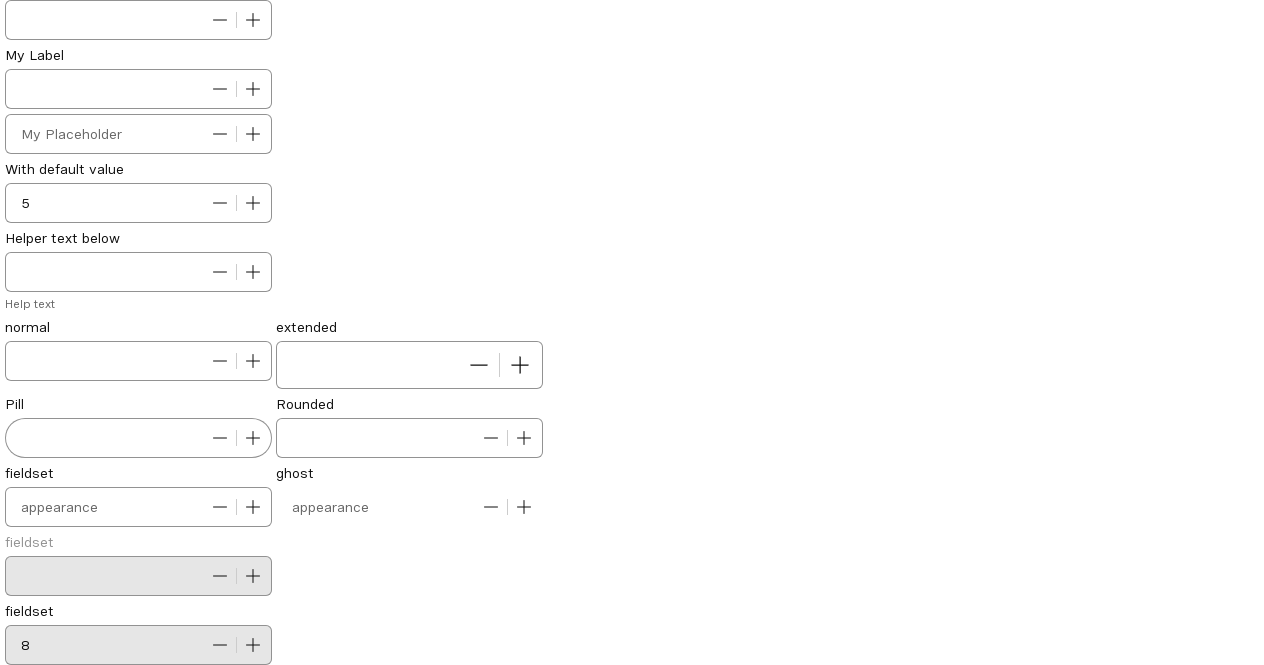 My Label
My Placeholder
With default value
5
Helper text below
Help text
normal extended
Pill Rounded
fieldset ghost
appearance appearance
fieldset
fieldset
8